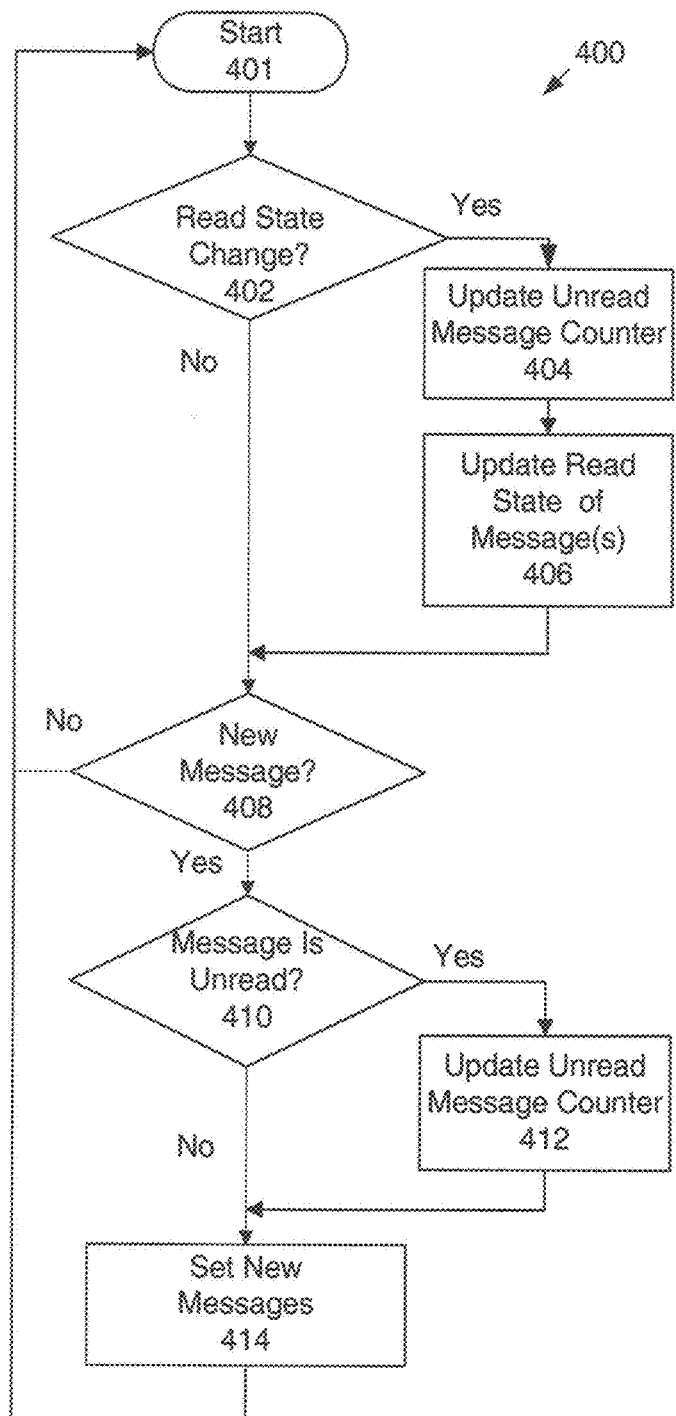 Start
401
400
Read State
Change?
402
Yes
No
Update Unread
Message Counter
404
Update Read
State of
Message(s)
406
No
New
Message?
408
Yes
Message Is
Unread?
410
Yes
Update Unread
Message Counter
412
No
Set New
Messages
414